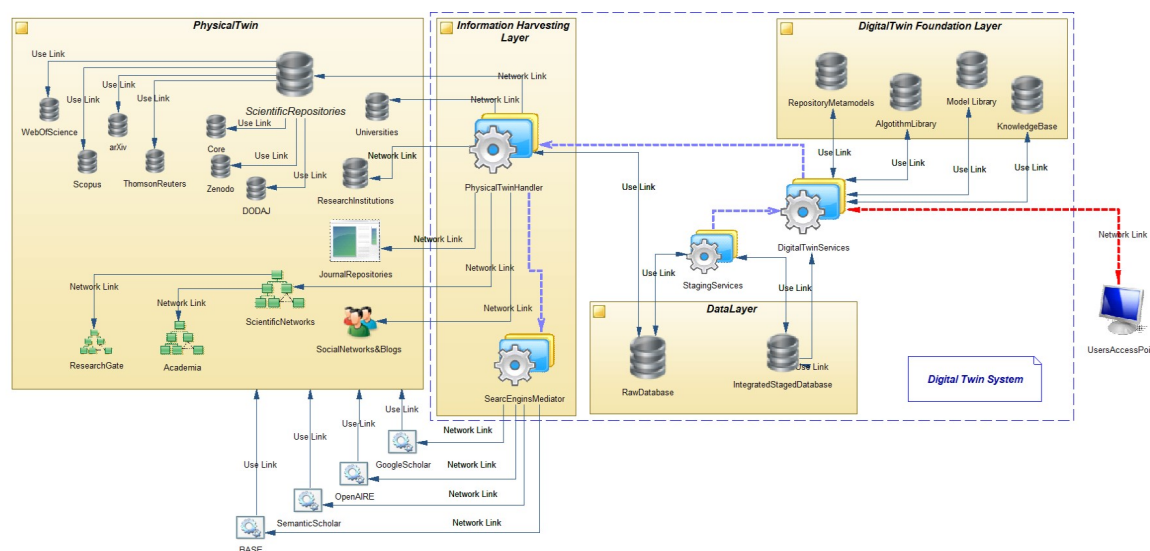 PhysicalTwin
Information Harvesting
Layer
DigitalTwin Foundation Layer
Use Link
Network Link
Use Link
Use Link
Use Link
Network Link
ScientificRepositories
WebOfScience
arXiv
Scopus
ThomsonReuters
Core
Use Link
Universities
Zenodo
Use Link
Use Link
DODAJ
Network Link
ResearchInstitutions
PhysicalTwinHandler
RepositoryMetamodels
AlgotithmLibrary
Model Library
KnowledgeBase
Use Link
Use Link
Use Link
Use Link
Use Link
DigitalTwinServices
Network Link
JournalRepositories
Network Link
Network Link
Network Link
Network Link
ScientificNetworks
Network Link
SocialNetworks&Blogs
ResearchGate
Academia
StagingServices
Use Link
Use Link
DataLayer
RawDatabase
IntegratedStagedDatabase
Use Link
UsersAccessPoi
Digital Twin System
SearcEnginsMediator
Use Link
Network Link
GoogleScholar
Use Link
Network Link
OpenAIRE
Use Link
Network Link
SemanticScholar
Use Link
Network Link
BASE